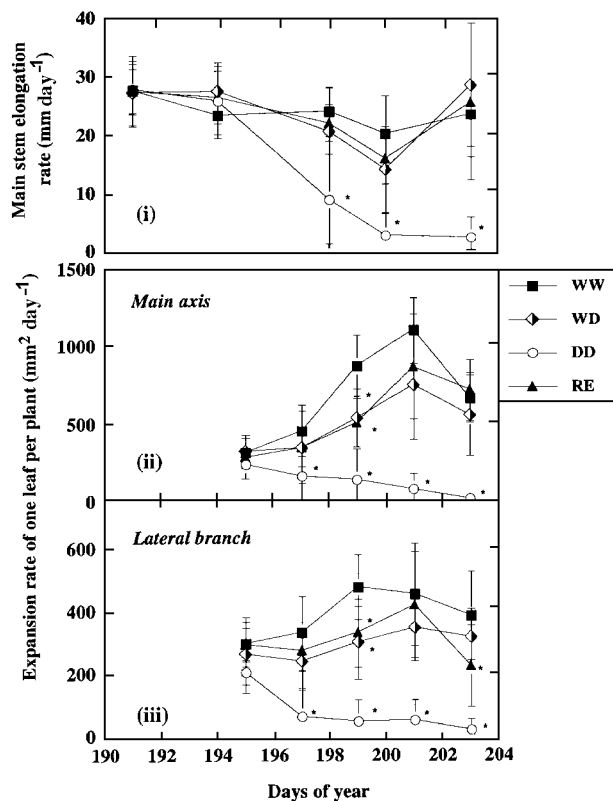 Main stem elongation
rate (mm day-1)
40
30
20
10
0
(i)
*
*
*
Expansion rate of one leaf per plant (mm2 day-1)
1500
1000
500
0
Main axis
(ii)
*
*
*
*
*
*
WW
WD
DD
RE
600
400
200
0
Lateral branch
(iii)
*
*
*
*
*
*
*
190
192
194
196
198
201
202
204
Days of year